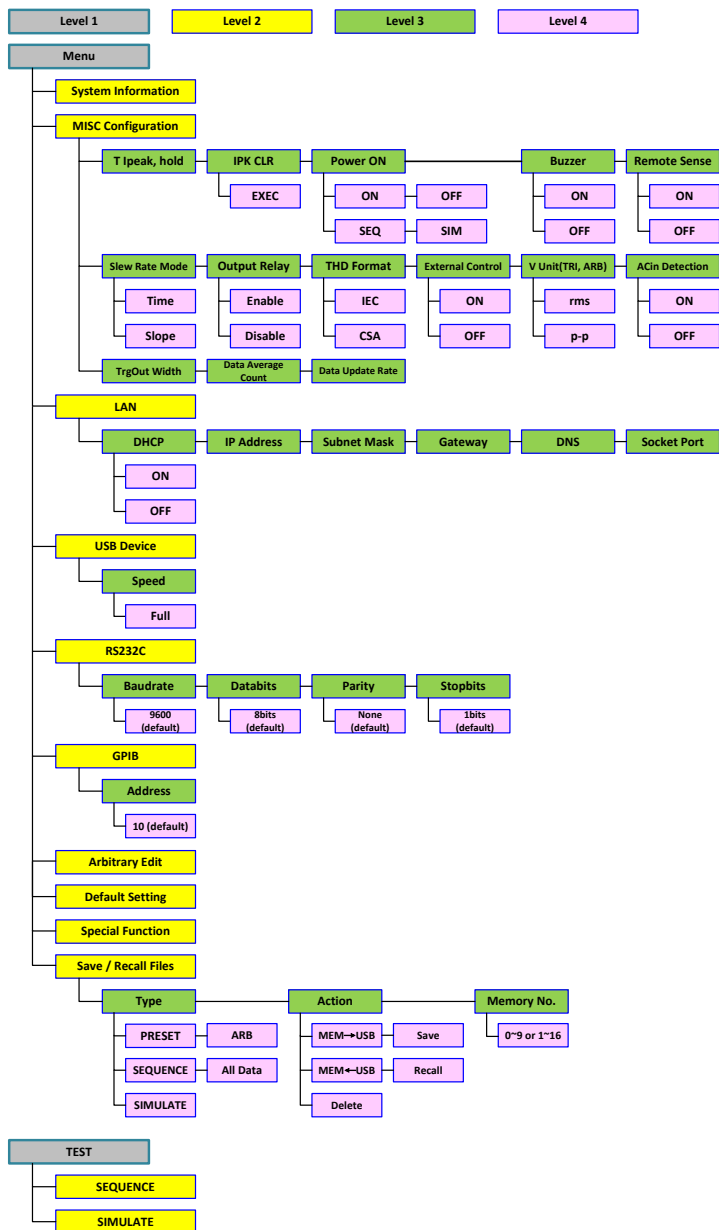 Level 1
Level 2
Level 3
Level 4
Menu
System Information
MISC Configuration
T Ipeak, hold
IPK CLR
Power ON
Buzzer
Remote Sense
EXEC
ON
OFF
ON
ON
SEQ
SIM
OFF
OFF
Slew Rate Mode
Output Relay
THD Format
External Control
V Unit(TRI, ARB)
ACin Detection
Time
Enable
IEC
ON
rms
ON
Slope
Disable
CSA
OFF
p-p
OFF
TrgOut Width
Data Average
Count
Data Update Rate
LAN
DHCP
IP Address
Subnet Mask
Gateway
DNS
Socket Port
ON
OFF
USB Device
Speed
Full
RS232C
Baudrate
Databits
Parity
Stopbits
9600
(default)
8bits
(default)
None
(default)
1bits
(default)
GPIB
Address
10 (default)
Arbitrary Edit
Default Setting
Special Function
Save / Recall Files
Type
Action
Memory No.
PRESET
ARB
MEM→USB
Save
0~9 or 1~16
SEQUENCE
All Data
MEM←USB
Recall
SIMULATE
Delete
TEST
SEQUENCE
SIMULATE